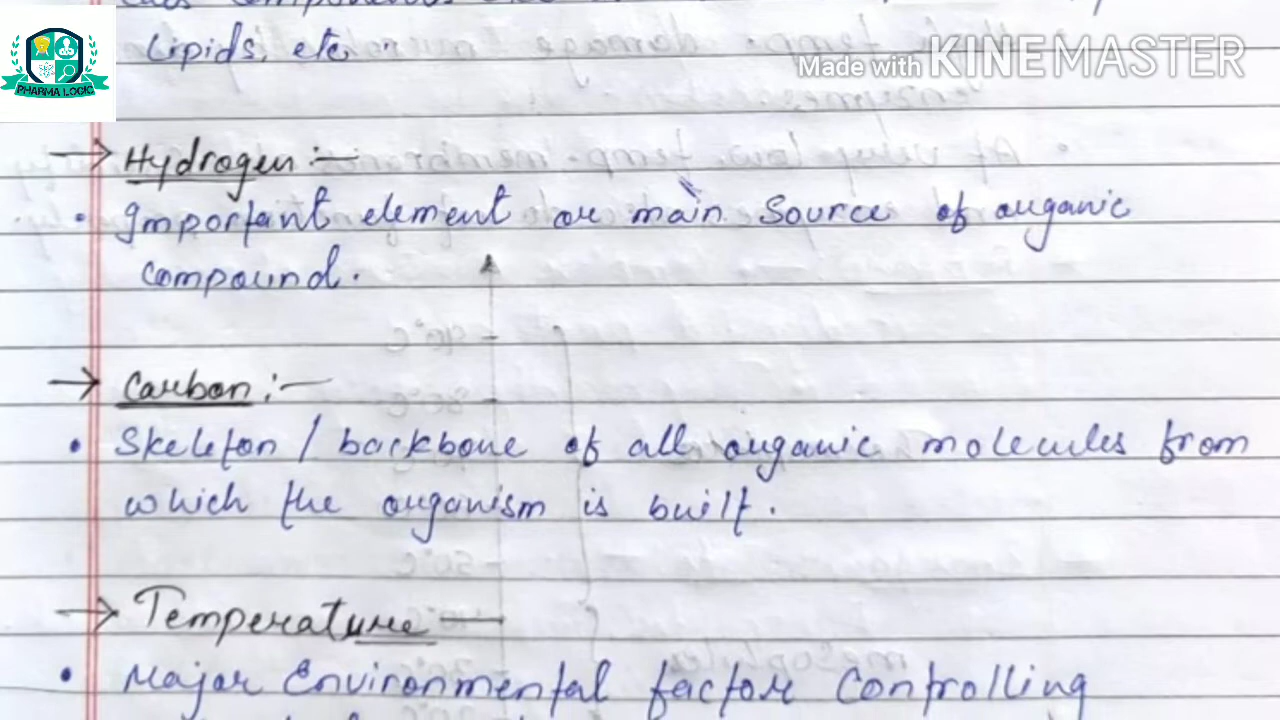 Lipids, etc.
Made with KINEMASTER
PHARMA LOGIC
→ Hydrogen :-
• Important element or main source of organic
compound.
→ Carbon :-
• Skeleton / backbone of all organic molecules from
which the organism is built.
→ Temperature —
• Major Environmental factor controlling